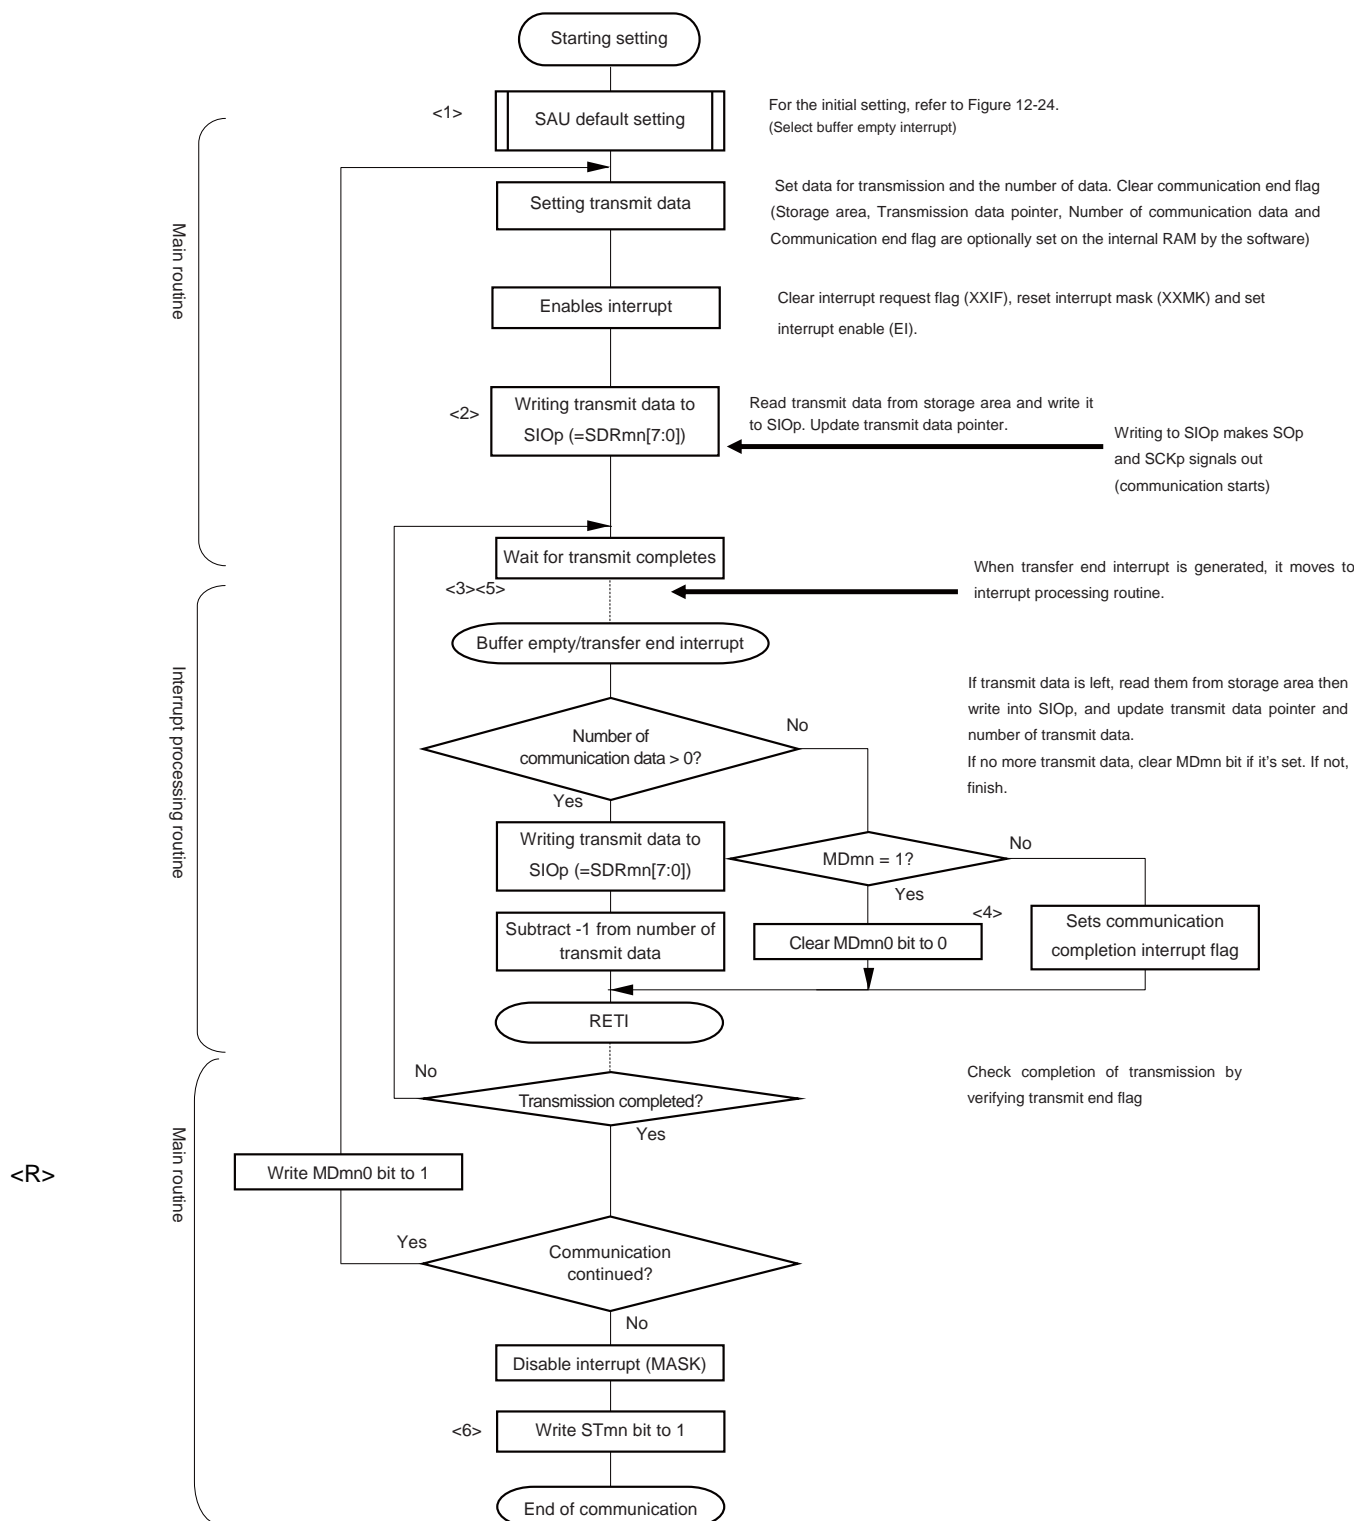 Starting setting
<1>
SAU default setting
For the initial setting, refer to Figure 12-24.
(Select buffer empty interrupt)
Setting transmit data
Set data for transmission and the number of data. Clear communication end flag
(Storage area, Transmission data pointer, Number of communication data and
Communication end flag are optionally set on the internal RAM by the software)
Main routine
Enables interrupt
Clear interrupt request flag (XXIF), reset interrupt mask (XXMK) and set
interrupt enable (EI).
<2>
Writing transmit data to
SIOp (=SDRmn[7:0])
Read transmit data from storage area and write it
to SIOp. Update transmit data pointer.
Writing to SIOp makes SOp
and SCKp signals out
(communication starts)
Wait for transmit completes
<3><5>
When transfer end interrupt is generated, it moves to
interrupt processing routine.
Buffer empty/transfer end interrupt
Interrupt processing routine
If transmit data is left, read them from storage area then
write into SIOp, and update transmit data pointer and
number of transmit data.
If no more transmit data, clear MDmn bit if it's set. If not,
finish.
Number of
communication data > 0?
No
Yes
Writing transmit data to
SIOp (=SDRmn[7:0])
MDmn = 1?
No
Yes
<4>
Subtract -1 from number of
transmit data
Clear MDmn0 bit to 0
Sets communication
completion interrupt flag
RETI
No
Transmission completed?
Yes
Check completion of transmission by
verifying transmit end flag
Main routine
<R>
Write MDmn0 bit to 1
Yes
Communication
continued?
No
Disable interrupt (MASK)
<6>
Write STmn bit to 1
End of communication